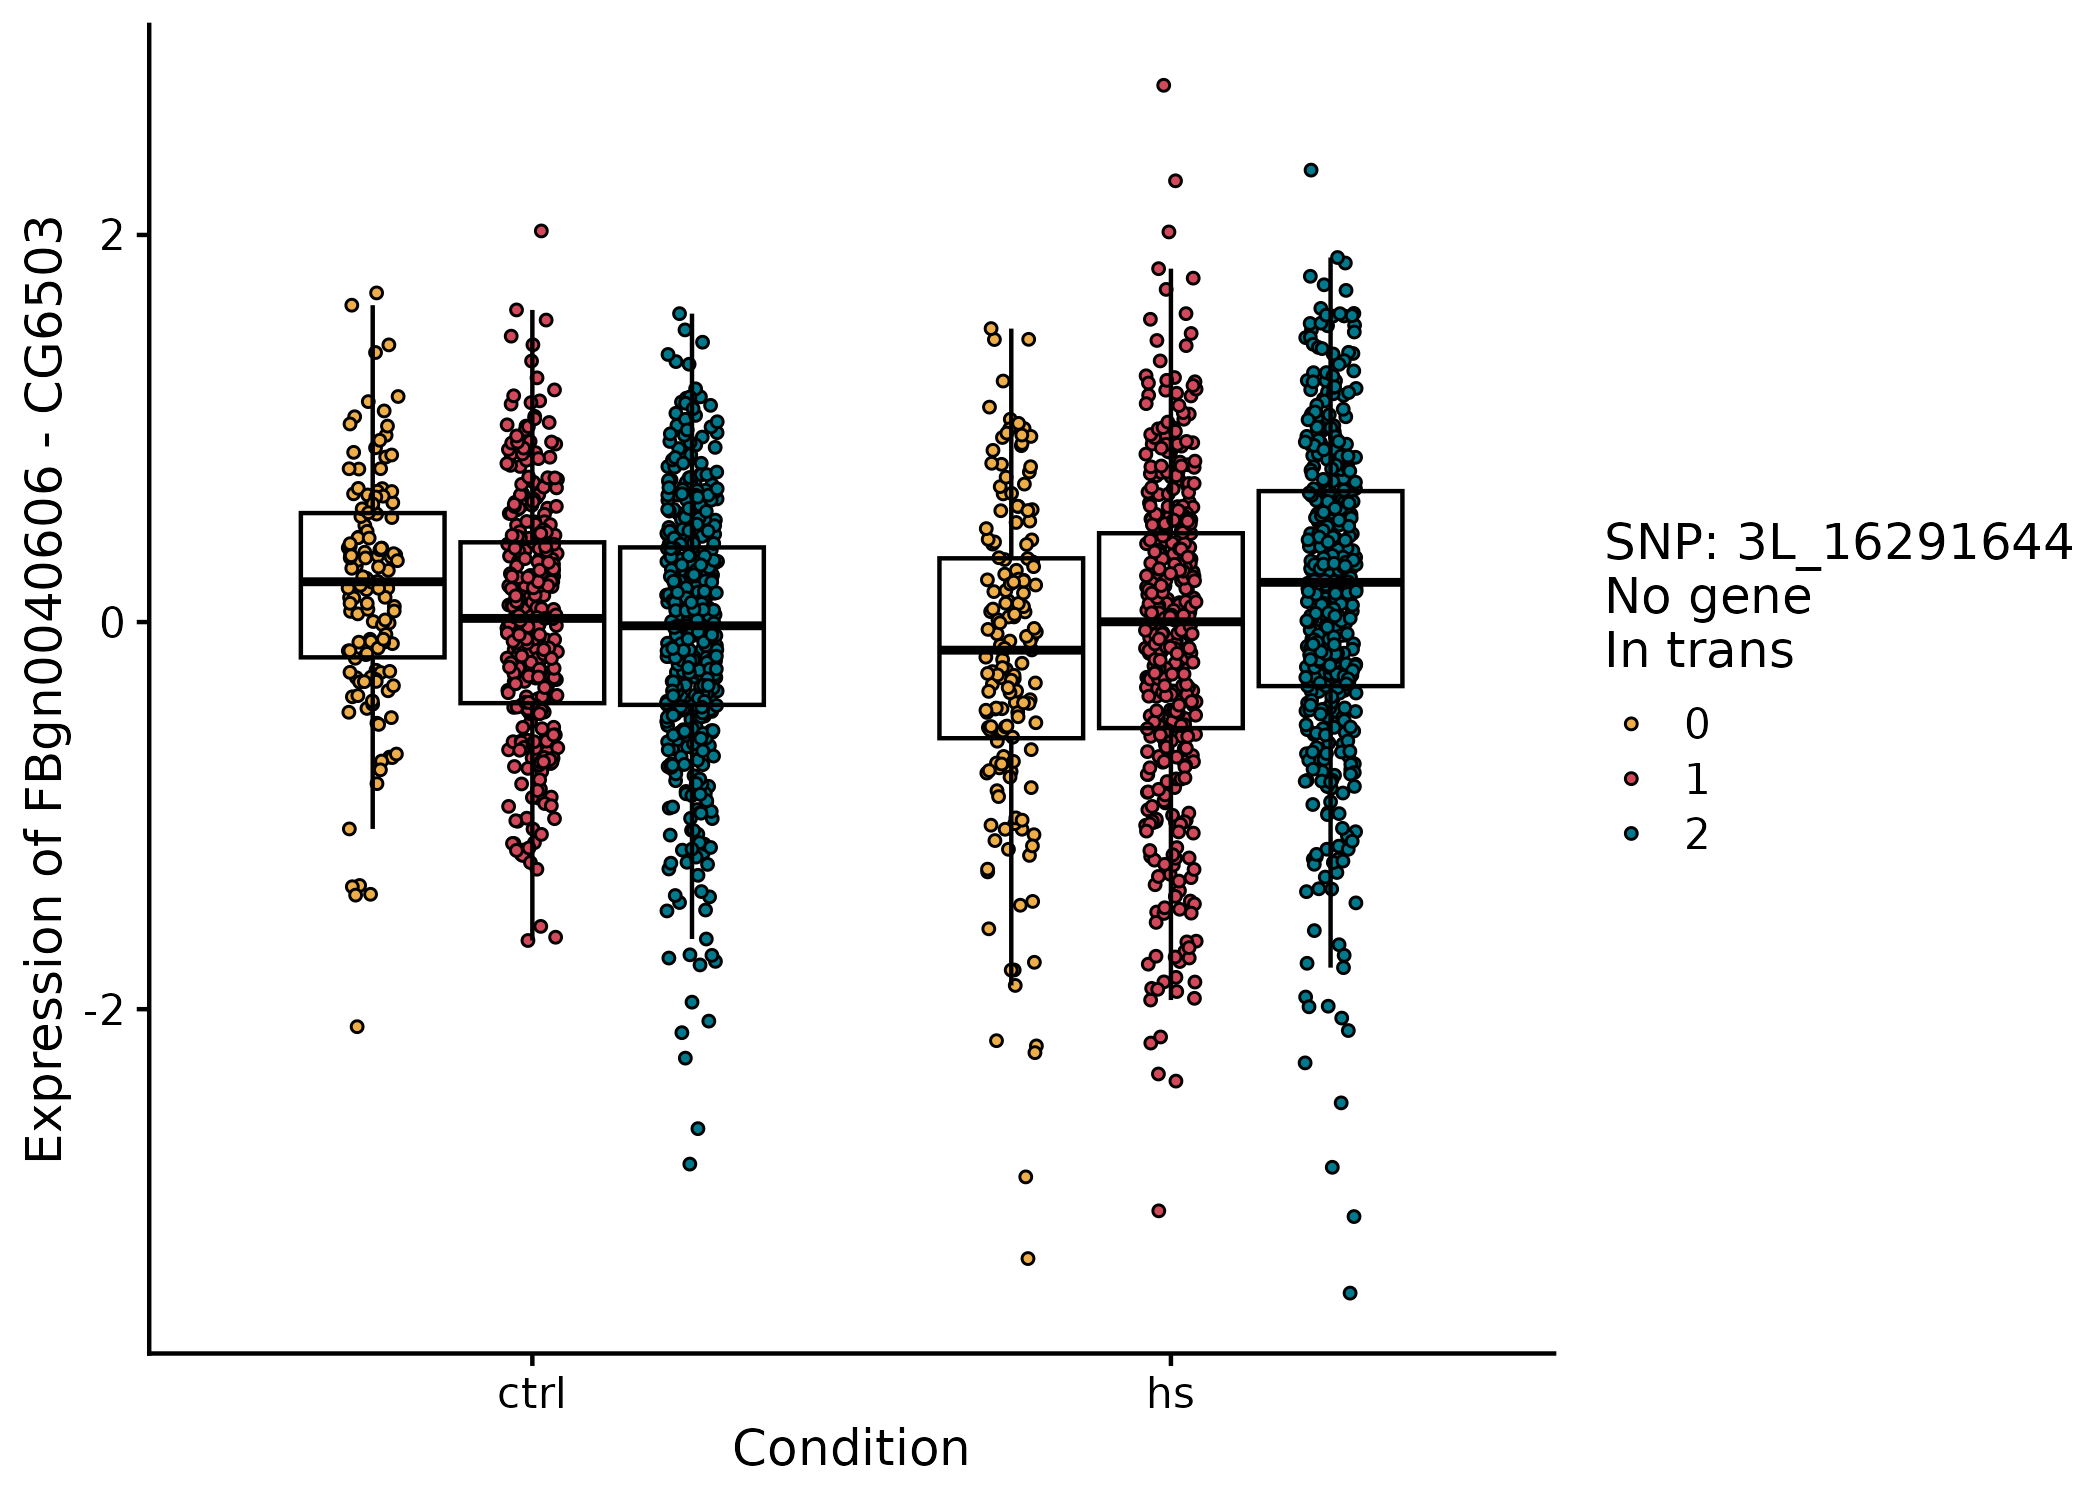 Expression of FBgn0040606 - CG6503
2
0
-2
ctrl
hs
Condition
SNP: 3L_16291644
No gene
In trans
0
1
2